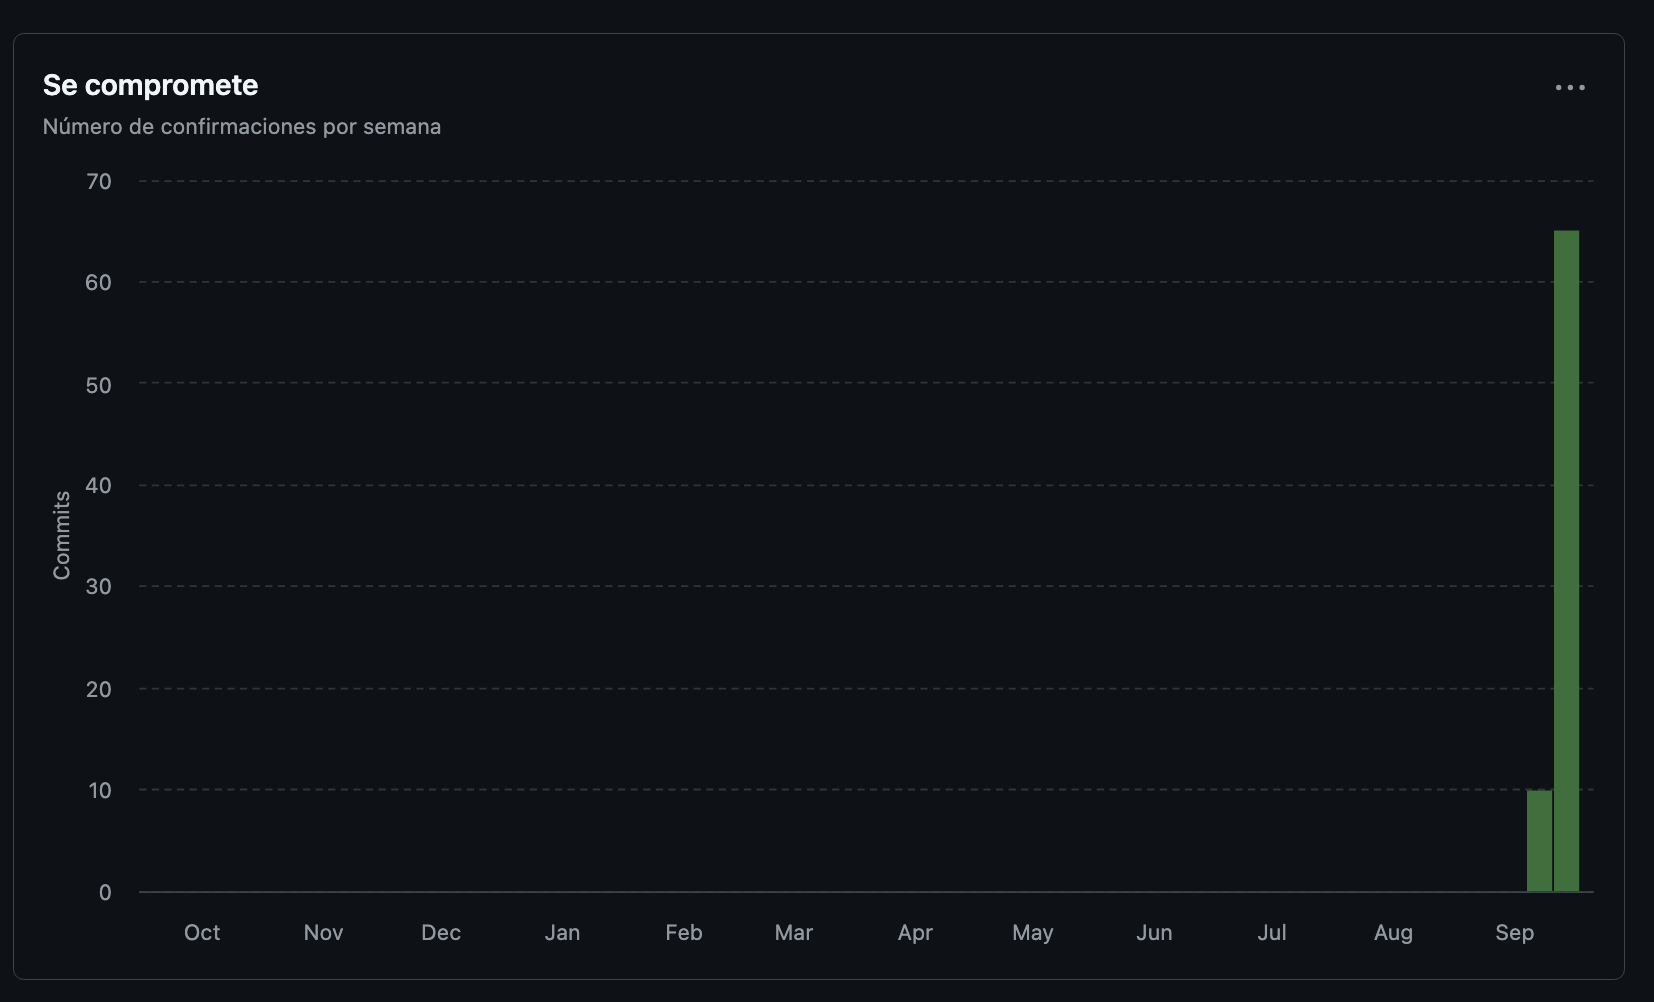 Se compromete
Número de confirmaciones por semana
70
60
50
40
30
20
10
0
Commits
Oct
Nov
Dec
Jan
Feb
Mar
Apr
May
Jun
Jul
Aug
Sep